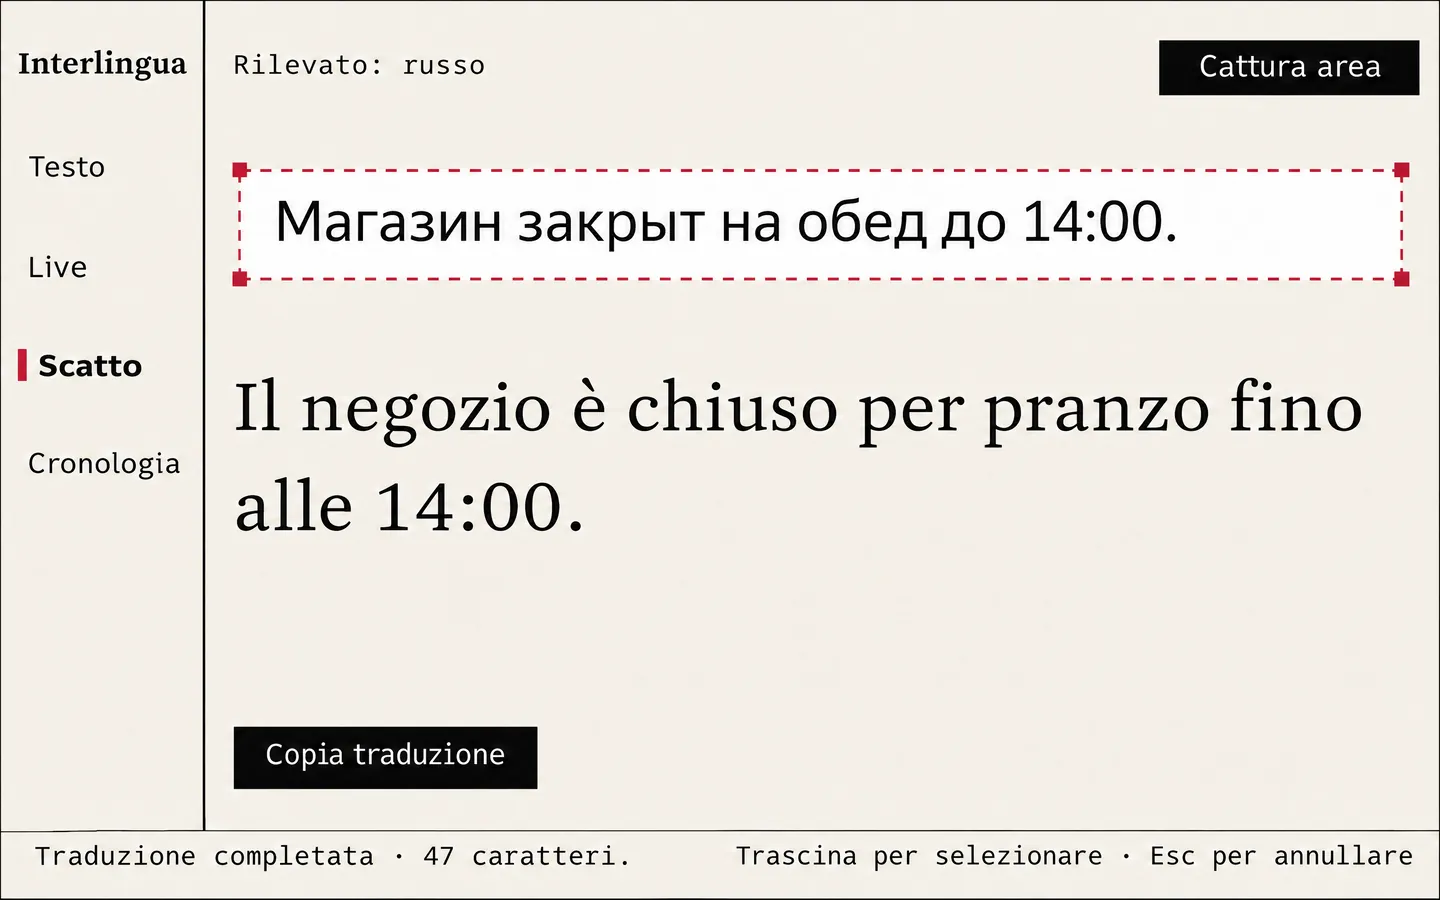 Interlingua
Testo
Live
Scatto
Cronologia
Rilevato: russo
Cattura area
Магазин закрыт на обед до 14:00.
Il negozio è chiuso per pranzo fino
alle 14:00.
Copia traduzione
Traduzione completata · 47 caratteri.
Trascina per selezionare · Esc per annullare